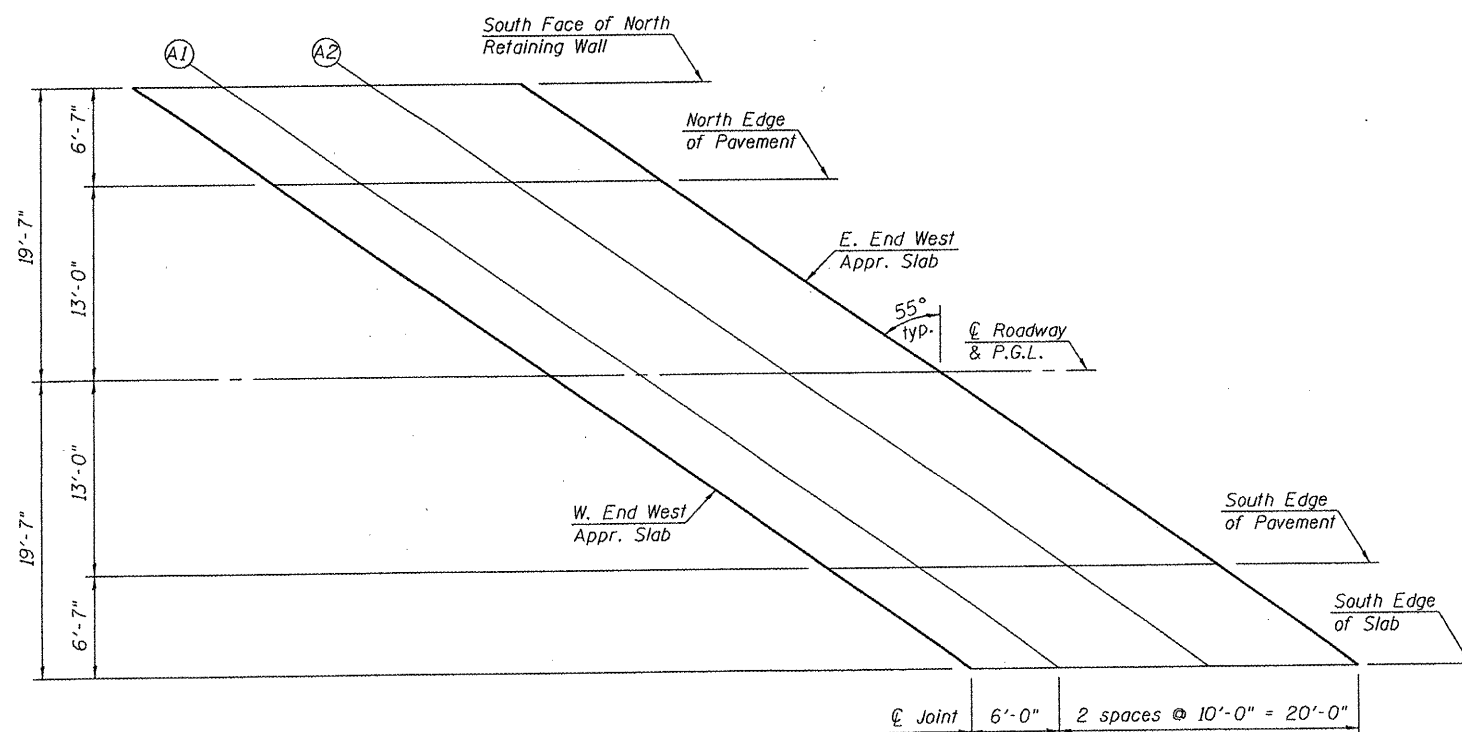 South Face of North
Retaining Wall
A1
A2
North Edge
of Pavement
6'-7"
19'-7"
13'-0"
E. End West
Appr. Slab
55°
typ.
℄ Roadway
& P.G.L.
13'-0"
19'-7"
W. End West
Appr. Slab
South Edge
of Pavement
6'-7"
South Edge
of Slab
℄ Joint
6'-0"
2 spaces @ 10'-0" = 20'-0"